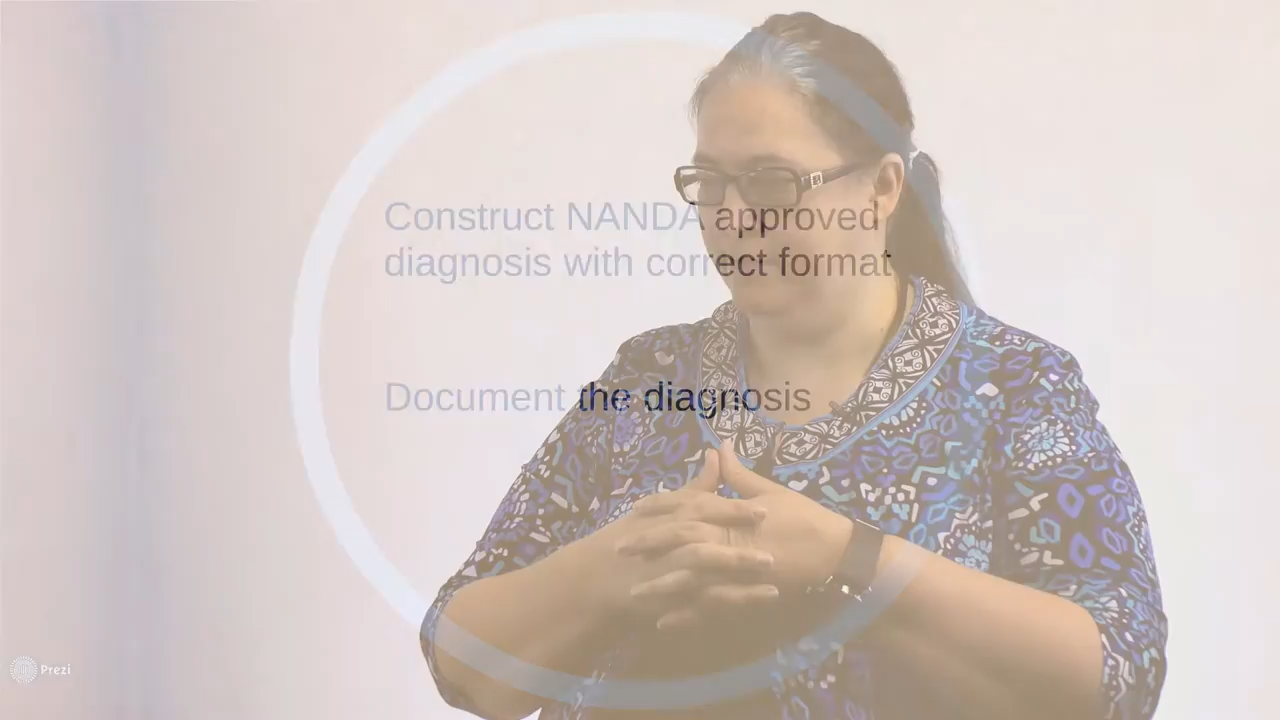 Construct NANDA approved
diagnosis with correct format
Document the diagnosis
Prezi